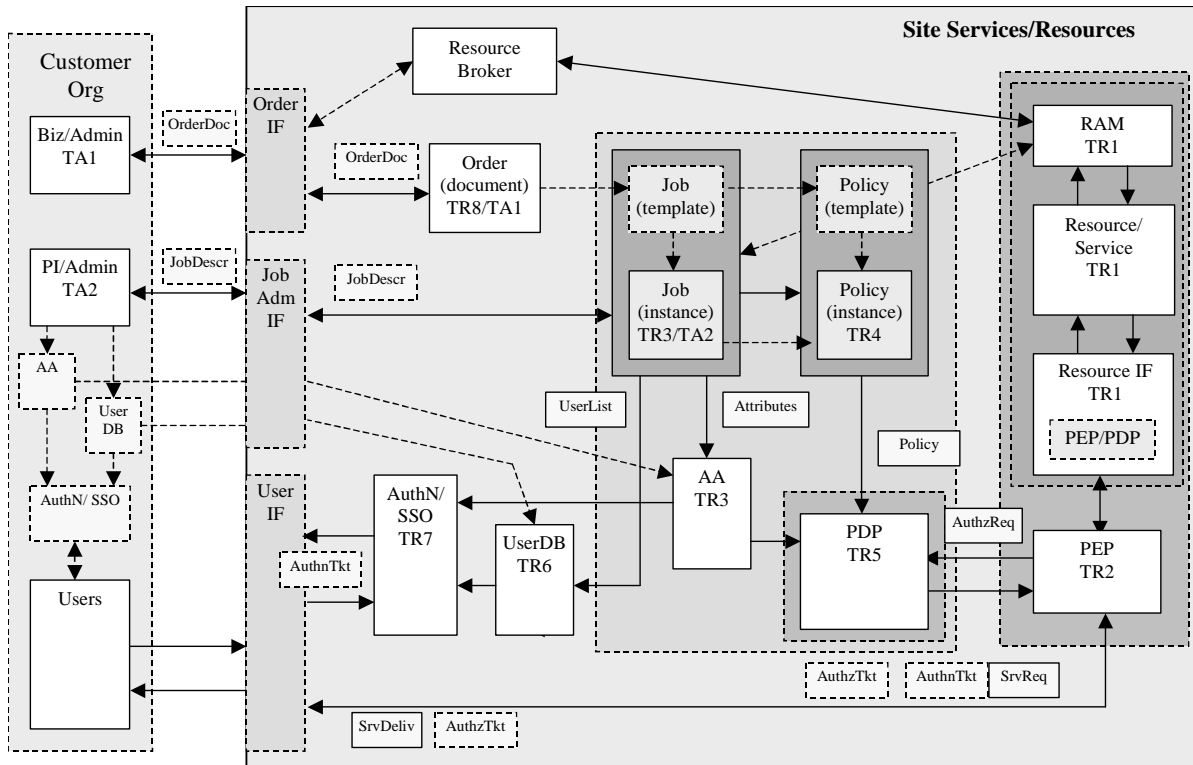 Site Services/Resources
Customer
Org
Biz/Admin
TA1
OrderDoc
Order
IF
Resource
Broker
OrderDoc
Order
(document)
TR8/TA1
Job
(template)
Policy
(template)
RAM
TR1
Resource/
Service
TR1
PI/Admin
TA2
JobDescr
Job
Adm
IF
JobDescr
Job
(instance)
TR3/TA2
Policy
(instance)
TR4
Resource IF
TR1
PEP/PDP
AA
User
DB
AuthN/ SSO
Users
UserList
Attributes
Policy
User
IF
AuthnTkt
AuthN/
SSO
TR7
UserDB
TR6
AA
TR3
PDP
TR5
AuthzReq
PEP
TR2
AuthzTkt
AuthnTkt
SrvReq
SrvDeliv
AuthzTkt